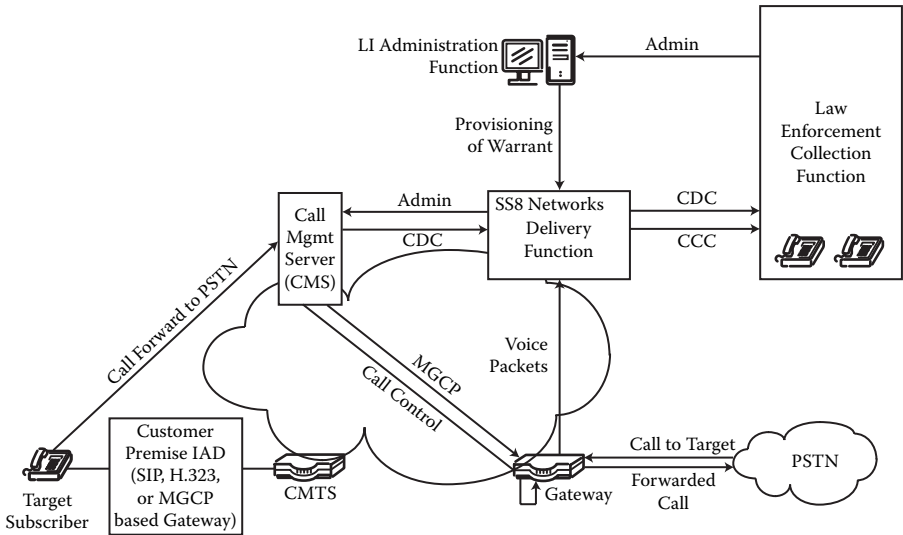 LI Administration
Function
Admin
Law
Enforcement
Collection
Function
Provisioning
of Warrant
Call
Mgmt
Server
(CMS)
Admin
CDC
SS8 Networks
Delivery
Function
CDC
CCC
Call Forward to PSTN
MGCP
Call Control
Voice
Packets
Customer
Premise IAD
(SIP, H.323,
or MGCP
based Gateway)
Target
Subscriber
CMTS
Gateway
Call to Target
Forwarded
Call
PSTN